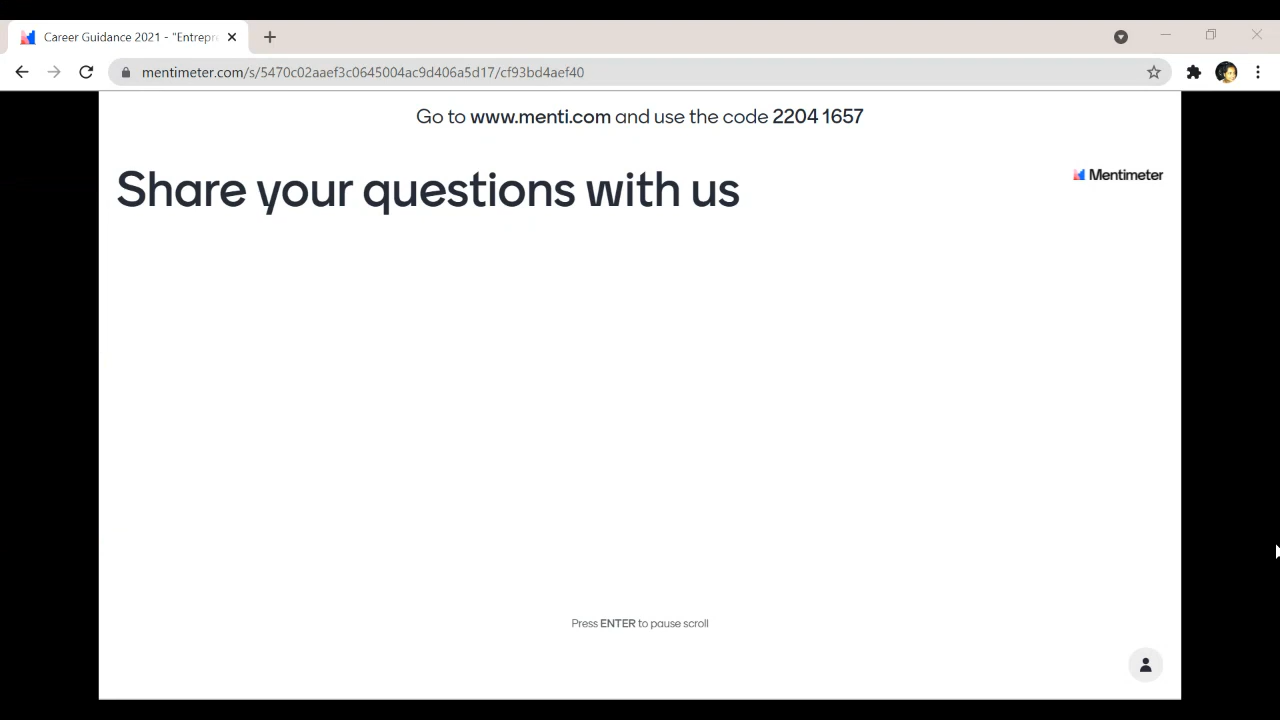 Career Guidance 2021 - "Entrepr
mentimeter.com/s/5470c02aaef3c0645004ac9d406a5d17/cf93bd4aef40
Go to www.menti.com and use the code 2204 1657
Share your questions with us
Mentimeter
Press ENTER to pause scroll